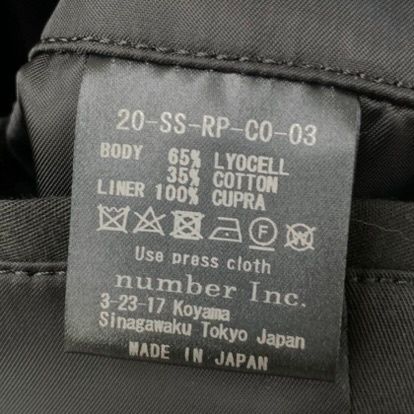 20-SS-RP-CO-03
BODY 65% LYOCELL
35% COTTON
LINER 100% CUPRA
F
Use press cloth
number Inc.
3-23-17 Koyama
Sinagawaku Tokyo Japan
MADE IN JAPAN